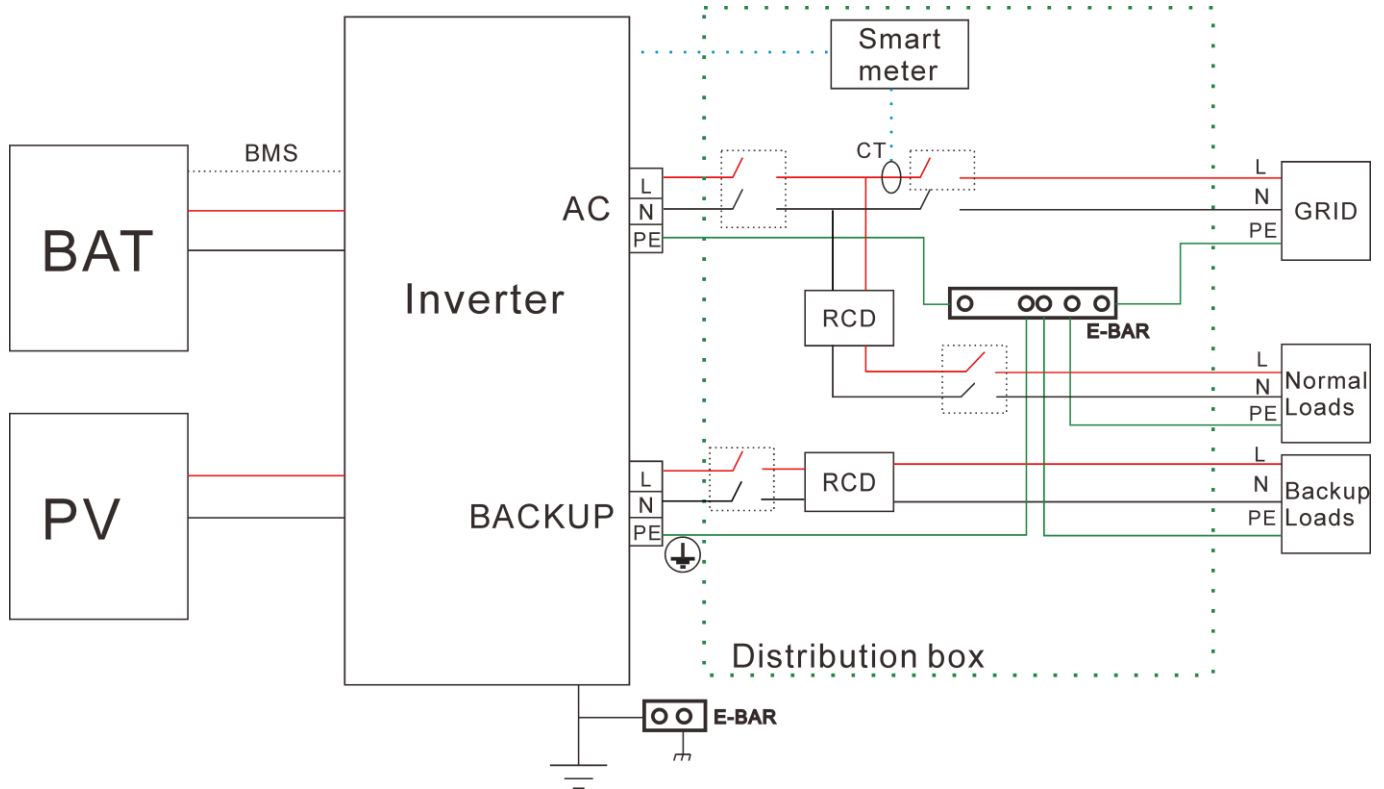 Smart
meter
BMS
CT
BAT
AC
L
N
PE
L
N
PE
GRID
Inverter
RCD
E-BAR
L
N
PE
Normal
Loads
PV
BACKUP
L
N
PE
RCD
L
N
PE
Backup
Loads
Distribution box
E-BAR